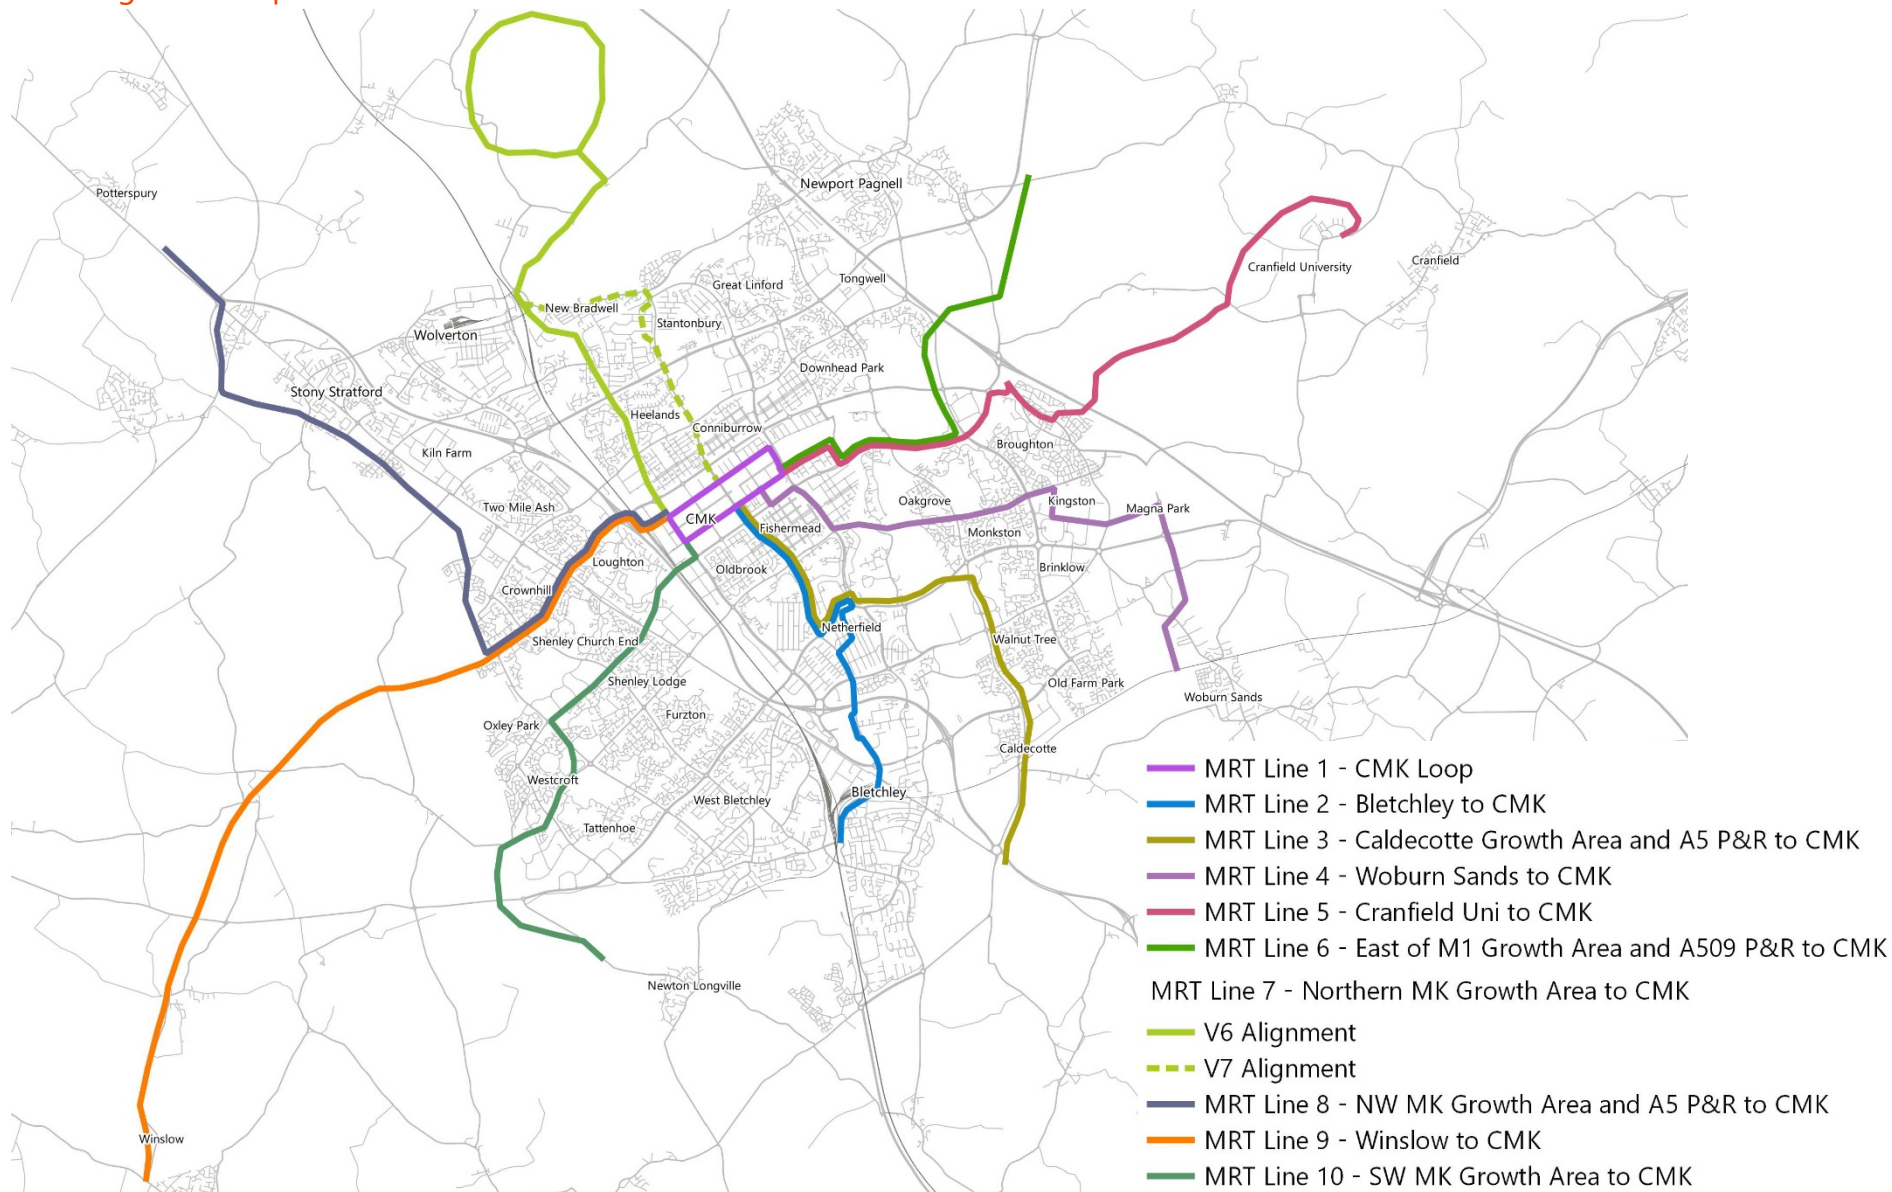 Potterspury
Newport Pagnell
Cranfield University
Cranfield
Great Linford
Tongwell
New Bradwell
Stantonbury
Wolverton
Downhead Park
Stony Stratford
Heelands
Conniburrow
Broughton
Kiln Farm
Two Mile Ash
CMK
Fishermead
Oakgrove
Kingston
Magna Park
Monkston
Loughton
Oldbrook
Brinklow
Crownhill
Netherfield
Shenley Church End
Walnut Tree
Shenley Lodge
Old Farm Park
Woburn Sands
Oxley Park
Furzton
Caldecotte
Westcroft
West Bletchley
Bletchley
Tattenhoe
Newton Longville
Winslow
MRT Line 1 - CMK Loop
MRT Line 2 - Bletchley to CMK
MRT Line 3 - Caldecotte Growth Area and A5 P&R to CMK
MRT Line 4 - Woburn Sands to CMK
MRT Line 5 - Cranfield Uni to CMK
MRT Line 6 - East of M1 Growth Area and A509 P&R to CMK
MRT Line 7 - Northern MK Growth Area to CMK
V6 Alignment
V7 Alignment
MRT Line 8 - NW MK Growth Area and A5 P&R to CMK
MRT Line 9 - Winslow to CMK
MRT Line 10 - SW MK Growth Area to CMK